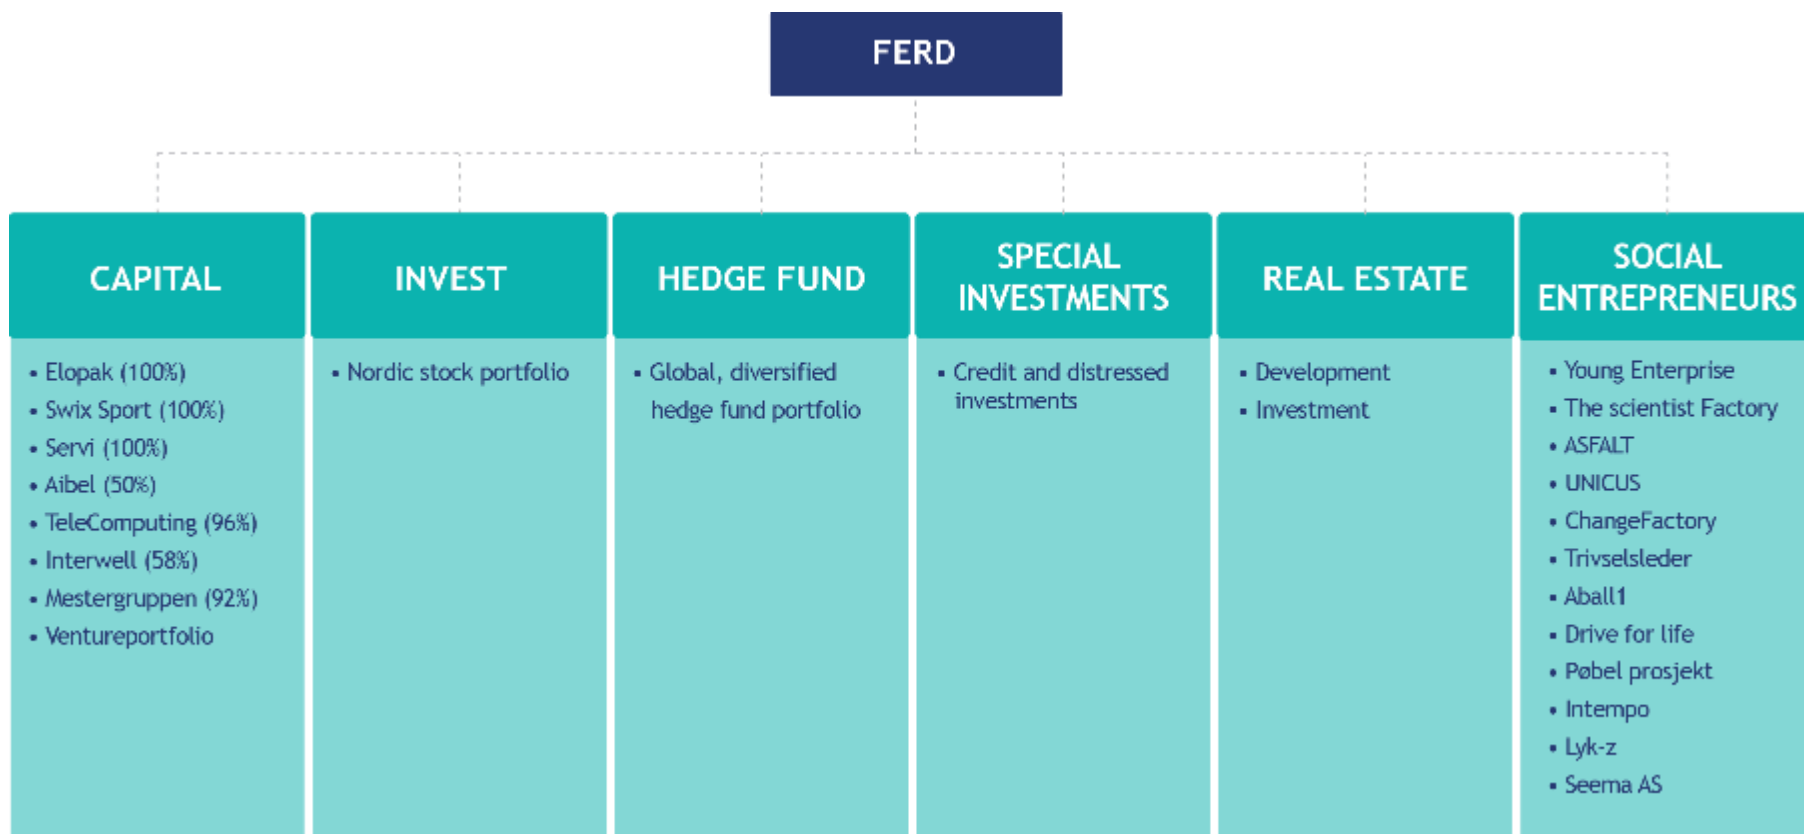 FERD
CAPITAL
• Elopak (100%)
• Swix Sport (100%)
• Servi (100%)
• Aibel (50%)
• TeleComputing (96%)
• Interwell (58%)
• Mestergruppen (92%)
• Ventureportfolio
INVEST
• Nordic stock portfolio
HEDGE FUND
• Global, diversified
hedge fund portfolio
SPECIAL
INVESTMENTS
• Credit and distressed
investments
REAL ESTATE
• Development
• Investment
SOCIAL
ENTREPRENEURS
• Young Enterprise
• The scientist Factory
• ASFALT
• UNICUS
• ChangeFactory
• Trivselsleder
• Aball1
• Drive for life
• Pøbel prosjekt
• Intempo
• Lyk-z
• Seema AS